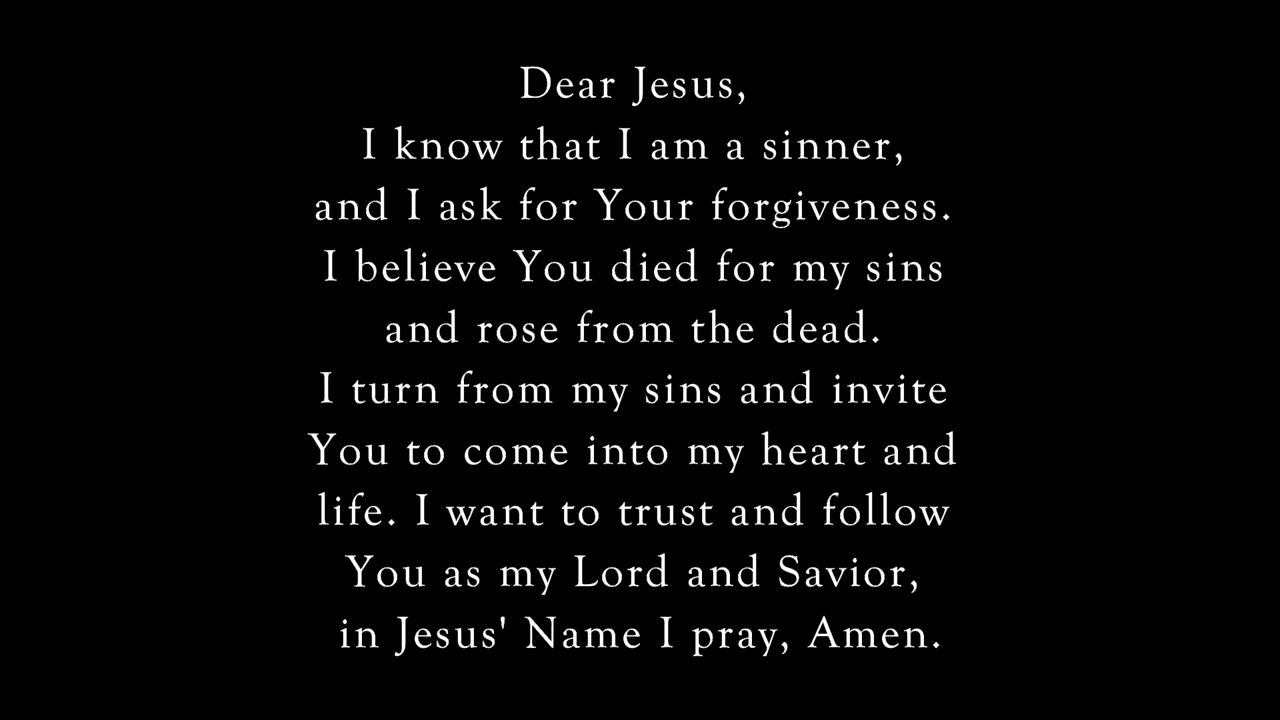 Dear Jesus,
I know that I am a sinner,
and I ask for Your forgiveness.
I believe You died for my sins
and rose from the dead.
I turn from my sins and invite
You to come into my heart and
life. I want to trust and follow
You as my Lord and Savior,
in Jesus' Name I pray, Amen.